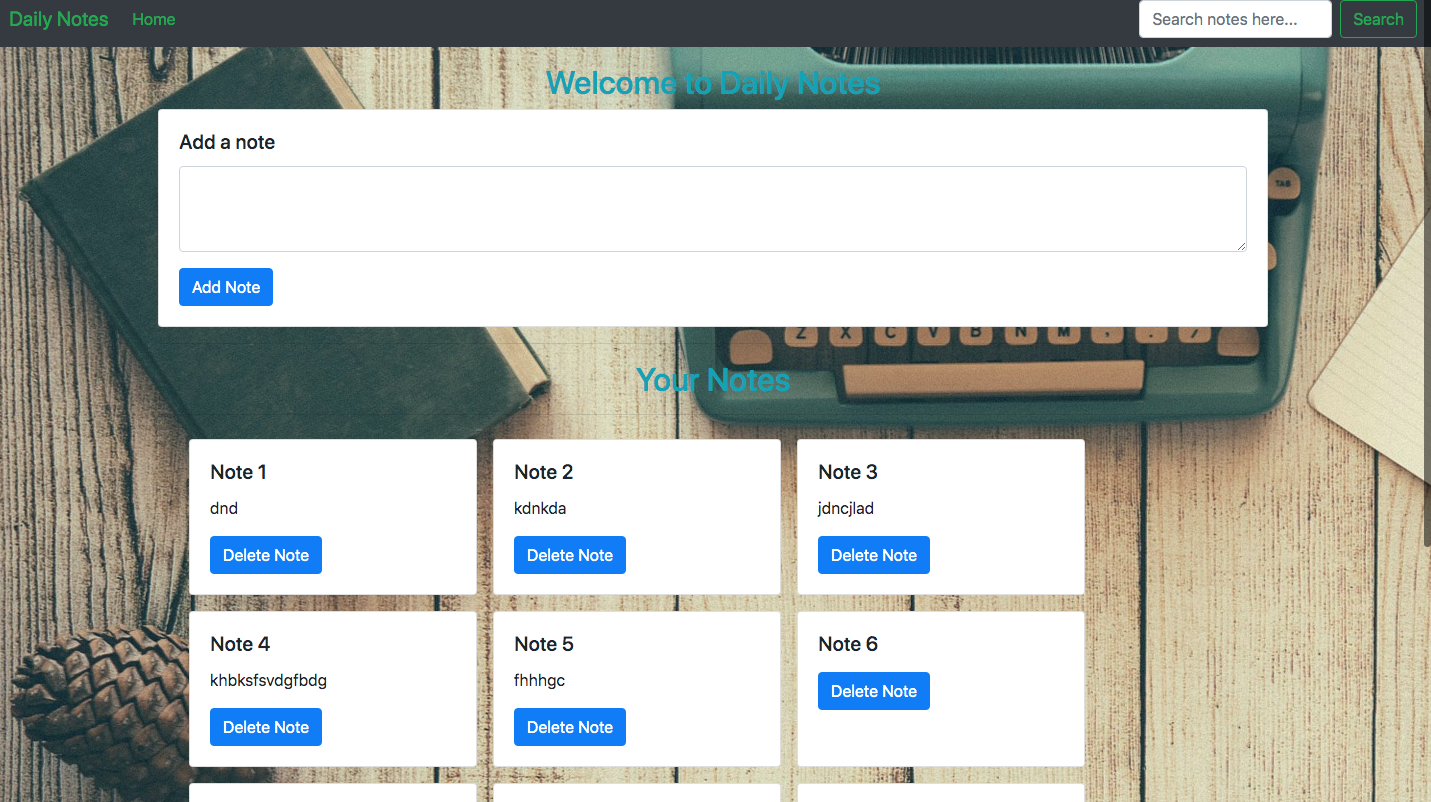 Daily Notes Home Search notes here... Search
Welcome to Daily Notes
Add a note
TAB
Add Note
Z X C V B N M , . /
Your Notes
Note 1 Note 2 Note 3
dnd kdnkda jdncjlad
Delete Note Delete Note Delete Note
Note 4 Note 5 Note 6
khbksfsvdgfbdg fhhhgc
Delete Note
Delete Note Delete Note